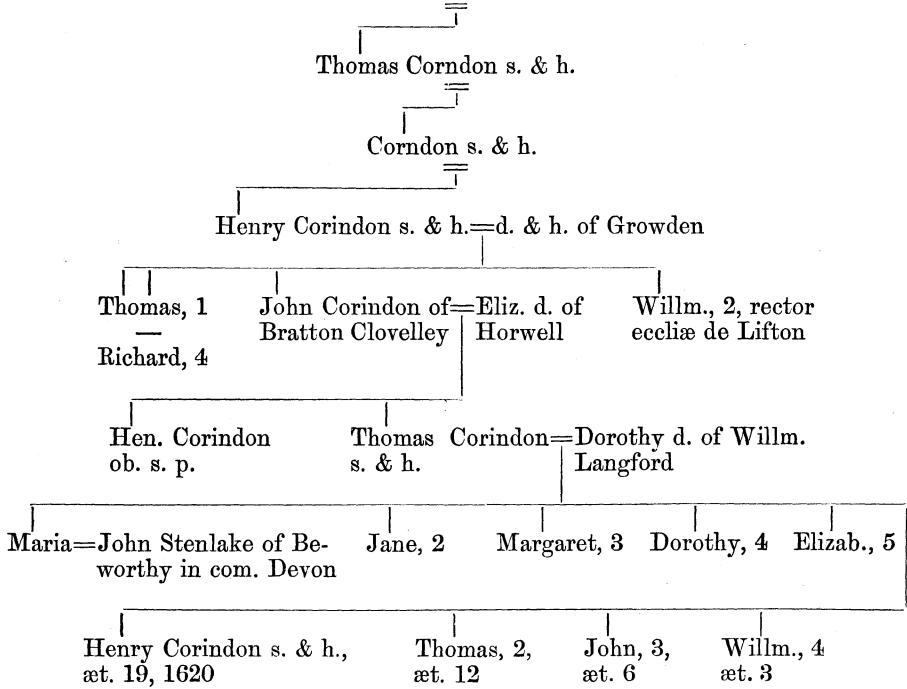 Thomas Corndon s. & h.
Corndon s. & h.
Henry Corindon s. & h.=d. & h. of Growden
Thomas, 1
Richard, 4
John Corindon of=Eliz. d. of
Bratton Clovelley Horwell
Willm., 2, rector
eccliæ de Lifton
Hen. Corindon
ob. s. p.
Thomas Corindon=Dorothy d. of Willm.
s. & h. Langford
Maria=John Stenlake of Be-
worthy in com. Devon
Jane, 2
Margaret, 3
Dorothy, 4
Elizab., 5
Henry Corindon s. & h.,
æt. 19, 1620
Thomas, 2,
æt. 12
John, 3,
æt. 6
Willm., 4
æt. 3